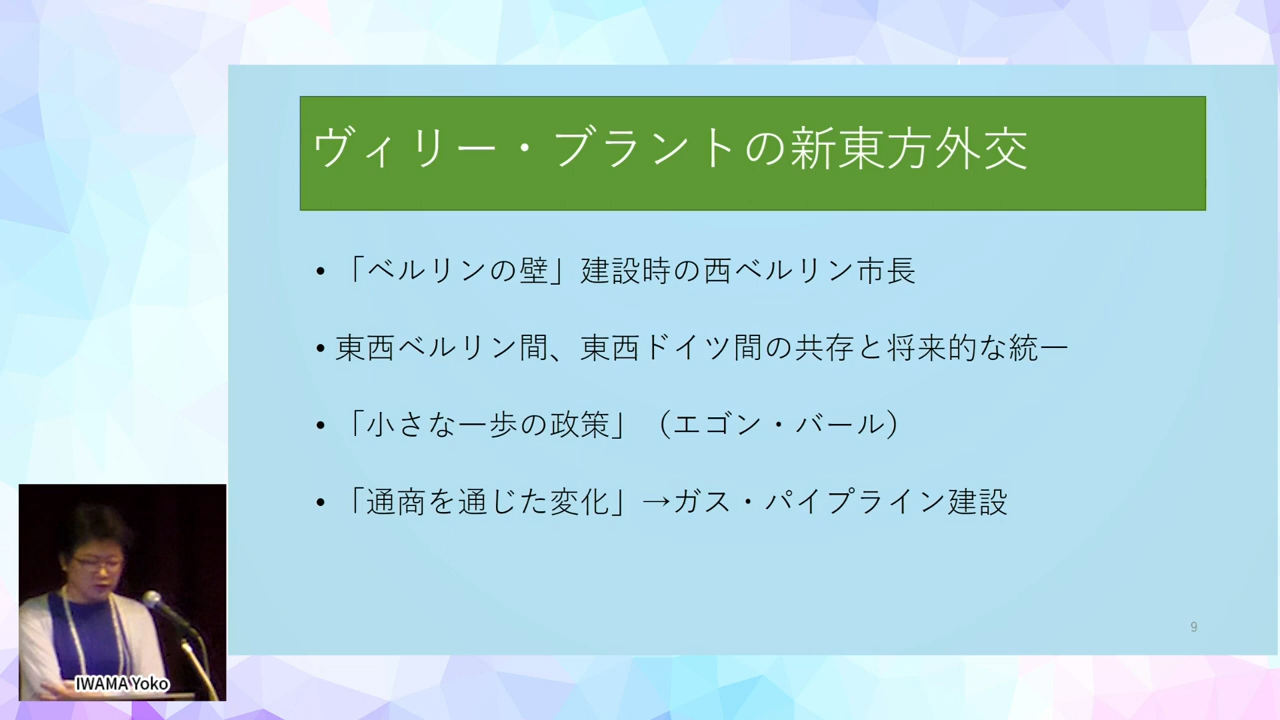 ヴィリー・ブラントの新東方外交
• 「ベルリンの壁」建設時の西ベルリン市長
• 東西ベルリン間、東西ドイツ間の共存と将来的な統一
• 「小さな一歩の政策」（エゴン・バール）
• 「通商を通じた変化」→ガス・パイプライン建設
9
IWAMA Yoko